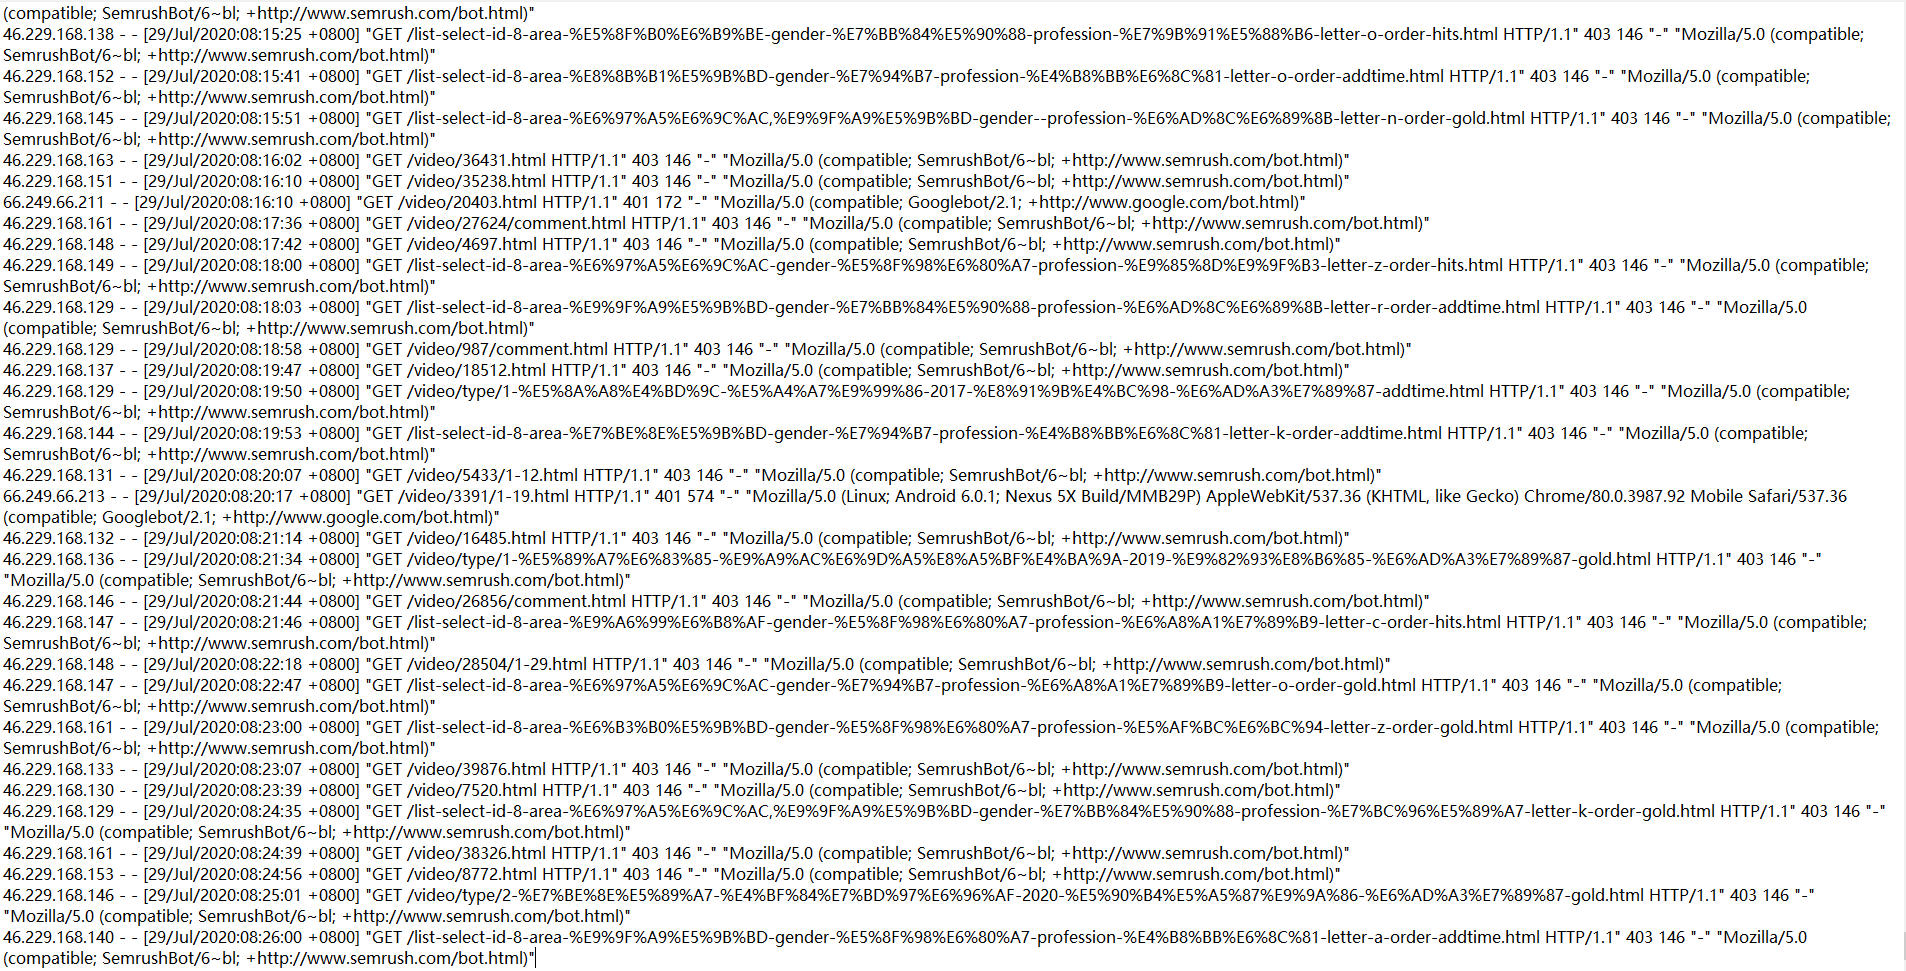 (compatible; SemrushBot/6~bl; +http://www.semrush.com/bot.html)"
46.229.168.138 - - [29/Jul/2020:08:15:25 +0800] "GET /list-select-id-8-area-%E5%8F%B0%E6%B9%BE-gender-%E7%BB%84%E5%90%88-profession-%E7%9B%91%E5%88%B6-letter-o-order-hits.html HTTP/1.1" 403 146 "-" "Mozilla/5.0 (compatible;
SemrushBot/6~bl; +http://www.semrush.com/bot.html)"
46.229.168.152 - - [29/Jul/2020:08:15:41 +0800] "GET /list-select-id-8-area-%E8%8B%B1%E5%9B%BD-gender-%E7%94%B7-profession-%E4%B8%BB%E6%8C%81-letter-o-order-addtime.html HTTP/1.1" 403 146 "-" "Mozilla/5.0 (compatible;
SemrushBot/6~bl; +http://www.semrush.com/bot.html)"
46.229.168.145 - - [29/Jul/2020:08:15:51 +0800] "GET /list-select-id-8-area-%E6%97%A5%E6%9C%AC,%E9%9F%A9%E5%9B%BD-gender--profession-%E6%AD%8C%E6%89%8B-letter-n-order-gold.html HTTP/1.1" 403 146 "-" "Mozilla/5.0 (compatible;
SemrushBot/6~bl; +http://www.semrush.com/bot.html)"
46.229.168.163 - - [29/Jul/2020:08:16:02 +0800] "GET /video/36431.html HTTP/1.1" 403 146 "-" "Mozilla/5.0 (compatible; SemrushBot/6~bl; +http://www.semrush.com/bot.html)"
46.229.168.151 - - [29/Jul/2020:08:16:10 +0800] "GET /video/35238.html HTTP/1.1" 403 146 "-" "Mozilla/5.0 (compatible; SemrushBot/6~bl; +http://www.semrush.com/bot.html)"
66.249.66.211 - - [29/Jul/2020:08:16:10 +0800] "GET /video/20403.html HTTP/1.1" 401 172 "-" "Mozilla/5.0 (compatible; Googlebot/2.1; +http://www.google.com/bot.html)"
46.229.168.161 - - [29/Jul/2020:08:17:36 +0800] "GET /video/27624/comment.html HTTP/1.1" 403 146 "-" "Mozilla/5.0 (compatible; SemrushBot/6~bl; +http://www.semrush.com/bot.html)"
46.229.168.148 - - [29/Jul/2020:08:17:42 +0800] "GET /video/4697.html HTTP/1.1" 403 146 "-" "Mozilla/5.0 (compatible; SemrushBot/6~bl; +http://www.semrush.com/bot.html)"
46.229.168.149 - - [29/Jul/2020:08:18:00 +0800] "GET /list-select-id-8-area-%E6%97%A5%E6%9C%AC-gender-%E5%8F%98%E6%80%A7-profession-%E9%85%8D%E9%9F%B3-letter-z-order-hits.html HTTP/1.1" 403 146 "-" "Mozilla/5.0 (compatible;
SemrushBot/6~bl; +http://www.semrush.com/bot.html)"
46.229.168.129 - - [29/Jul/2020:08:18:03 +0800] "GET /list-select-id-8-area-%E9%9F%A9%E5%9B%BD-gender-%E7%BB%84%E5%90%88-profession-%E6%AD%8C%E6%89%8B-letter-r-order-addtime.html HTTP/1.1" 403 146 "-" "Mozilla/5.0
(compatible; SemrushBot/6~bl; +http://www.semrush.com/bot.html)"
46.229.168.129 - - [29/Jul/2020:08:18:58 +0800] "GET /video/987/comment.html HTTP/1.1" 403 146 "-" "Mozilla/5.0 (compatible; SemrushBot/6~bl; +http://www.semrush.com/bot.html)"
46.229.168.137 - - [29/Jul/2020:08:19:47 +0800] "GET /video/18512.html HTTP/1.1" 403 146 "-" "Mozilla/5.0 (compatible; SemrushBot/6~bl; +http://www.semrush.com/bot.html)"
46.229.168.129 - - [29/Jul/2020:08:19:50 +0800] "GET /video/type/1-%E5%8A%A8%E4%BD%9C-%E5%A4%A7%E9%99%86-2017-%E8%91%9B%E4%BC%98-%E6%AD%A3%E7%89%87-addtime.html HTTP/1.1" 403 146 "-" "Mozilla/5.0 (compatible;
SemrushBot/6~bl; +http://www.semrush.com/bot.html)"
46.229.168.144 - - [29/Jul/2020:08:19:53 +0800] "GET /list-select-id-8-area-%E7%BE%8E%E5%9B%BD-gender-%E7%94%B7-profession-%E4%B8%BB%E6%8C%81-letter-k-order-addtime.html HTTP/1.1" 403 146 "-" "Mozilla/5.0 (compatible;
SemrushBot/6~bl; +http://www.semrush.com/bot.html)"
46.229.168.131 - - [29/Jul/2020:08:20:07 +0800] "GET /video/5433/1-12.html HTTP/1.1" 403 146 "-" "Mozilla/5.0 (compatible; SemrushBot/6~bl; +http://www.semrush.com/bot.html)"
66.249.66.213 - - [29/Jul/2020:08:20:17 +0800] "GET /video/3391/1-19.html HTTP/1.1" 401 574 "-" "Mozilla/5.0 (Linux; Android 6.0.1; Nexus 5X Build/MMB29P) AppleWebKit/537.36 (KHTML, like Gecko) Chrome/80.0.3987.92 Mobile Safari/537.36
(compatible; Googlebot/2.1; +http://www.google.com/bot.html)"
46.229.168.132 - - [29/Jul/2020:08:21:14 +0800] "GET /video/16485.html HTTP/1.1" 403 146 "-" "Mozilla/5.0 (compatible; SemrushBot/6~bl; +http://www.semrush.com/bot.html)"
46.229.168.136 - - [29/Jul/2020:08:21:34 +0800] "GET /video/type/1-%E5%89%A7%E6%83%85-%E9%A9%AC%E6%9D%A5%E8%A5%BF%E4%BA%9A-2019-%E9%82%93%E8%B6%85-%E6%AD%A3%E7%89%87-gold.html HTTP/1.1" 403 146 "-"
"Mozilla/5.0 (compatible; SemrushBot/6~bl; +http://www.semrush.com/bot.html)"
46.229.168.146 - - [29/Jul/2020:08:21:44 +0800] "GET /video/26856/comment.html HTTP/1.1" 403 146 "-" "Mozilla/5.0 (compatible; SemrushBot/6~bl; +http://www.semrush.com/bot.html)"
46.229.168.147 - - [29/Jul/2020:08:21:46 +0800] "GET /list-select-id-8-area-%E9%A6%99%E6%B8%AF-gender-%E5%8F%98%E6%80%A7-profession-%E6%A8%A1%E7%89%B9-letter-c-order-hits.html HTTP/1.1" 403 146 "-" "Mozilla/5.0 (compatible;
SemrushBot/6~bl; +http://www.semrush.com/bot.html)"
46.229.168.148 - - [29/Jul/2020:08:22:18 +0800] "GET /video/28504/1-29.html HTTP/1.1" 403 146 "-" "Mozilla/5.0 (compatible; SemrushBot/6~bl; +http://www.semrush.com/bot.html)"
46.229.168.147 - - [29/Jul/2020:08:22:47 +0800] "GET /list-select-id-8-area-%E6%97%A5%E6%9C%AC-gender-%E7%94%B7-profession-%E6%A8%A1%E7%89%B9-letter-o-order-gold.html HTTP/1.1" 403 146 "-" "Mozilla/5.0 (compatible;
SemrushBot/6~bl; +http://www.semrush.com/bot.html)"
46.229.168.161 - - [29/Jul/2020:08:23:00 +0800] "GET /list-select-id-8-area-%E6%B3%B0%E5%9B%BD-gender-%E5%8F%98%E6%80%A7-profession-%E5%AF%BC%E6%BC%94-letter-z-order-gold.html HTTP/1.1" 403 146 "-" "Mozilla/5.0 (compatible;
SemrushBot/6~bl; +http://www.semrush.com/bot.html)"
46.229.168.133 - - [29/Jul/2020:08:23:07 +0800] "GET /video/39876.html HTTP/1.1" 403 146 "-" "Mozilla/5.0 (compatible; SemrushBot/6~bl; +http://www.semrush.com/bot.html)"
46.229.168.130 - - [29/Jul/2020:08:23:39 +0800] "GET /video/7520.html HTTP/1.1" 403 146 "-" "Mozilla/5.0 (compatible; SemrushBot/6~bl; +http://www.semrush.com/bot.html)"
46.229.168.129 - - [29/Jul/2020:08:24:35 +0800] "GET /list-select-id-8-area-%E6%97%A5%E6%9C%AC,%E9%9F%A9%E5%9B%BD-gender-%E7%BB%84%E5%90%88-profession-%E7%BC%96%E5%89%A7-letter-k-order-gold.html HTTP/1.1" 403 146 "-"
"Mozilla/5.0 (compatible; SemrushBot/6~bl; +http://www.semrush.com/bot.html)"
46.229.168.161 - - [29/Jul/2020:08:24:39 +0800] "GET /video/38326.html HTTP/1.1" 403 146 "-" "Mozilla/5.0 (compatible; SemrushBot/6~bl; +http://www.semrush.com/bot.html)"
46.229.168.153 - - [29/Jul/2020:08:24:56 +0800] "GET /video/8772.html HTTP/1.1" 403 146 "-" "Mozilla/5.0 (compatible; SemrushBot/6~bl; +http://www.semrush.com/bot.html)"
46.229.168.146 - - [29/Jul/2020:08:25:01 +0800] "GET /video/type/2-%E7%BE%8E%E5%89%A7-%E4%BF%84%E7%BD%97%E6%96%AF-2020-%E5%90%B4%E5%A5%87%E9%9A%86-%E6%AD%A3%E7%89%87-gold.html HTTP/1.1" 403 146 "-"
"Mozilla/5.0 (compatible; SemrushBot/6~bl; +http://www.semrush.com/bot.html)"
46.229.168.140 - - [29/Jul/2020:08:26:00 +0800] "GET /list-select-id-8-area-%E9%9F%A9%E5%9B%BD-gender-%E5%8F%98%E6%80%A7-profession-%E4%B8%BB%E6%8C%81-letter-a-order-addtime.html HTTP/1.1" 403 146 "-" "Mozilla/5.0
(compatible; SemrushBot/6~bl; +http://www.semrush.com/bot.html)"